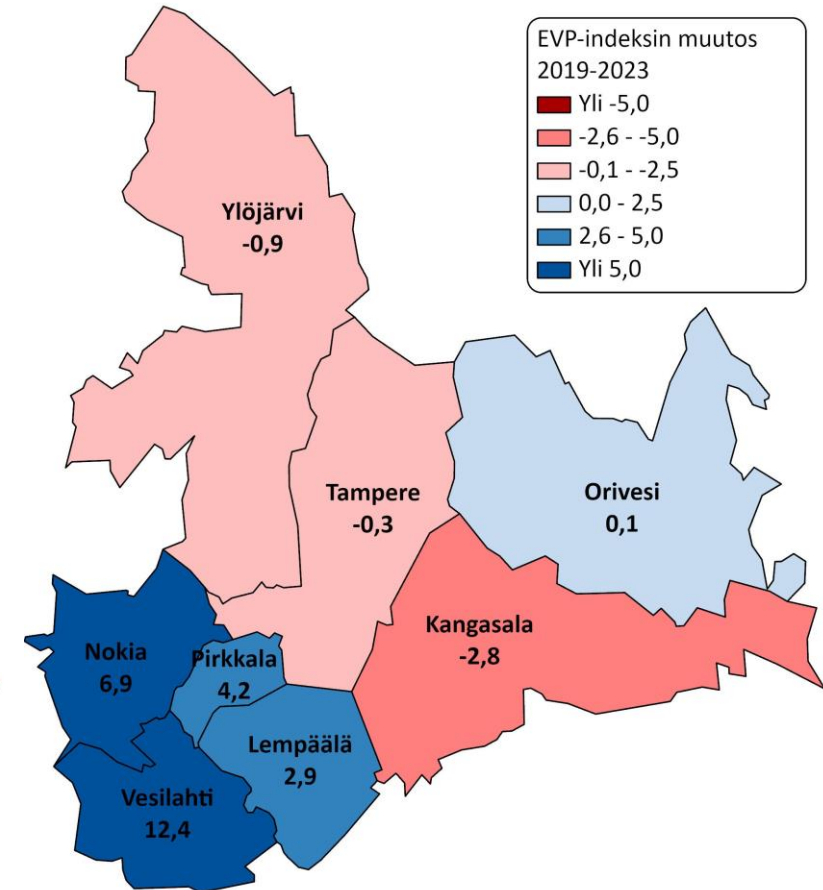 EVP-indeksin muutos
2019-2023
Yli -5,0
-2,6 - -5,0
-0,1 - -2,5
0,0 - 2,5
2,6 - 5,0
Yli 5,0
Ylöjärvi
-0,9
Tampere
-0,3
Orivesi
0,1
Kangasala
-2,8
Nokia
6,9
Pirkkala
4,2
Lempäälä
2,9
Vesilahti
12,4